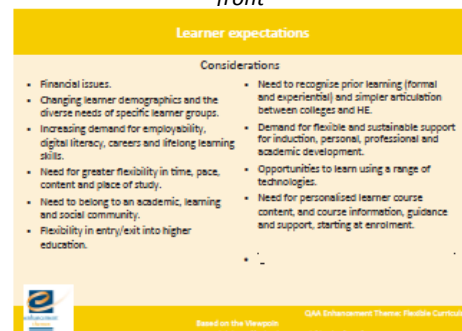 front
Learner expectations
Considerations
• Financial issues.
• Changing learner demographics and the
diverse needs of specific learner groups.
• Increasing demand for employability,
digital literacy, careers and lifelong learning
skills.
• Need for greater flexibility in time, pace,
content and place of study.
• Need to belong to an academic, learning
and social community.
• Flexibility in entry/exit into higher
education.
• Need to recognise prior learning (formal
and experiential) and simpler articulation
between colleges and HE.
• Demand for flexible and sustainable support
for induction, personal, professional and
academic development.
• Opportunities to learn using a range of
technologies.
• Need for personalised learner course
content, and course information, guidance
and support, starting at enrolment.
enhancement
themes
QAA Enhancement Theme: Flexible Curricul
Based on the Viewpoin